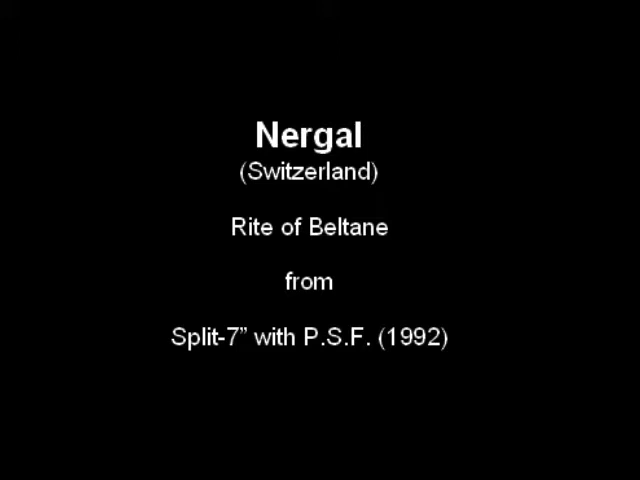 Nergal
(Switzerland)
Rite of Beltane
from
Split-7” with P.S.F. (1992)